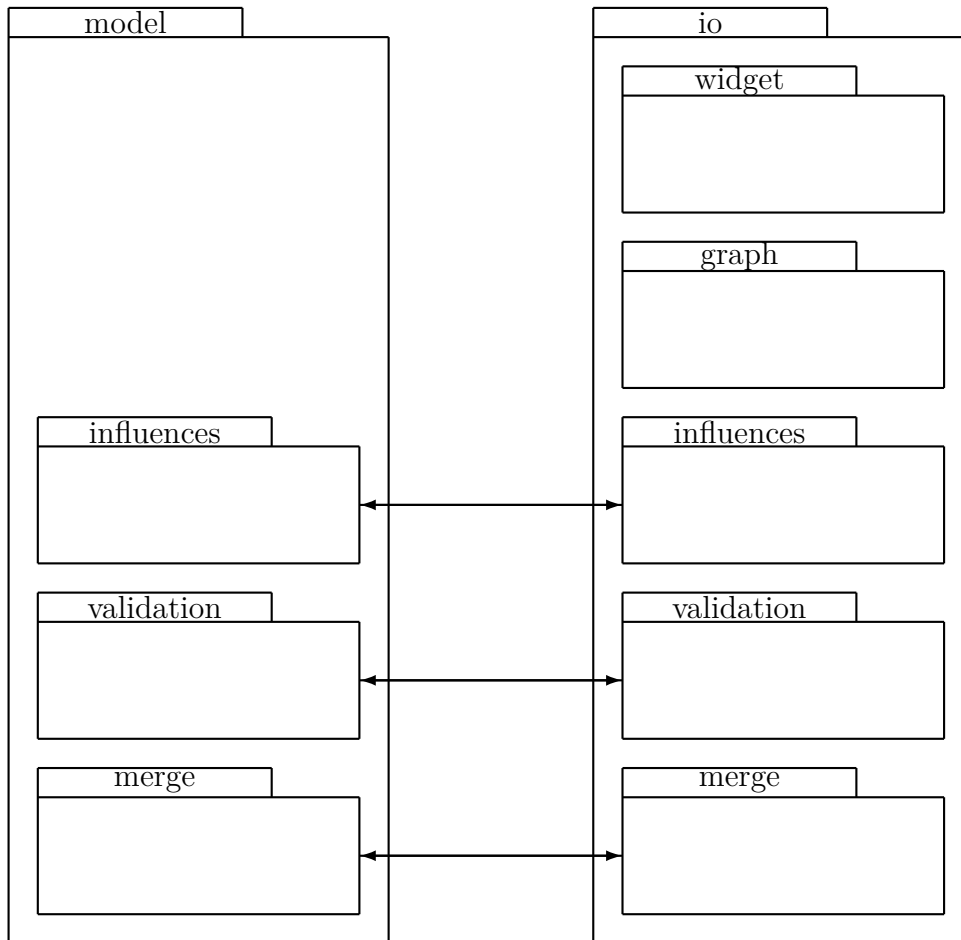 model
io
widget
graph
influences
influences
validation
validation
merge
merge